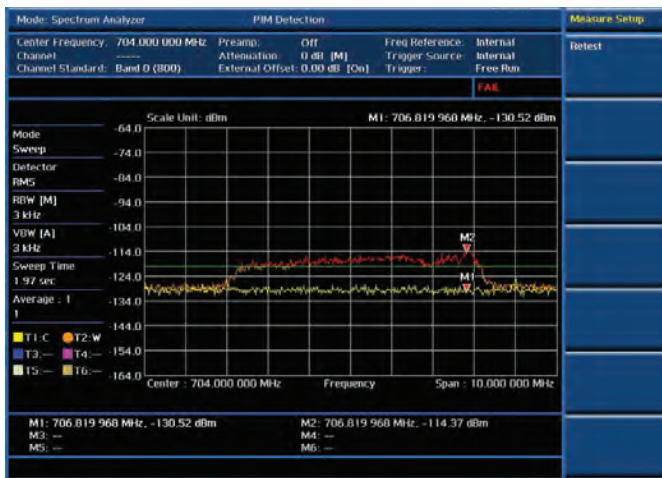 Mode: Spectrum Analyzer PIM Detection Measure Setup
Center Frequency: 704.000 000 MHz Preamp: Off Freq Reference: Internal Retest
Channel ----- Attenuation: 0 dB [M] Trigger Source: Internal
Channel Standard: Band 0 (800) External Offset: 0.00 dB [On] Trigger: Free Run
FAIL
Scale Unit: dBm M1: 706.819 968 MHz, -130.52 dBm
-64.0
Mode
Sweep
-74.0
Detector
RMS
-84.0
RBW [M]
3 kHz
-94.0
VBW [A]
3 kHz
-104.0
M2
Sweep Time
1.97 sec
-114.0
-124.0
M1
Average : 1
1
-134.0
-144.0
T1:C T2:W
T3:-- T4:--
-154.0
T5:-- T6:--
-164.0
Center : 704.000 000 MHz Frequency Span : 10.000 000 MHz
M1: 706.819 968 MHz, -130.52 dBm M2: 706.819 968 MHz, -114.37 dBm
M3: -- M4: --
M5: -- M6: --